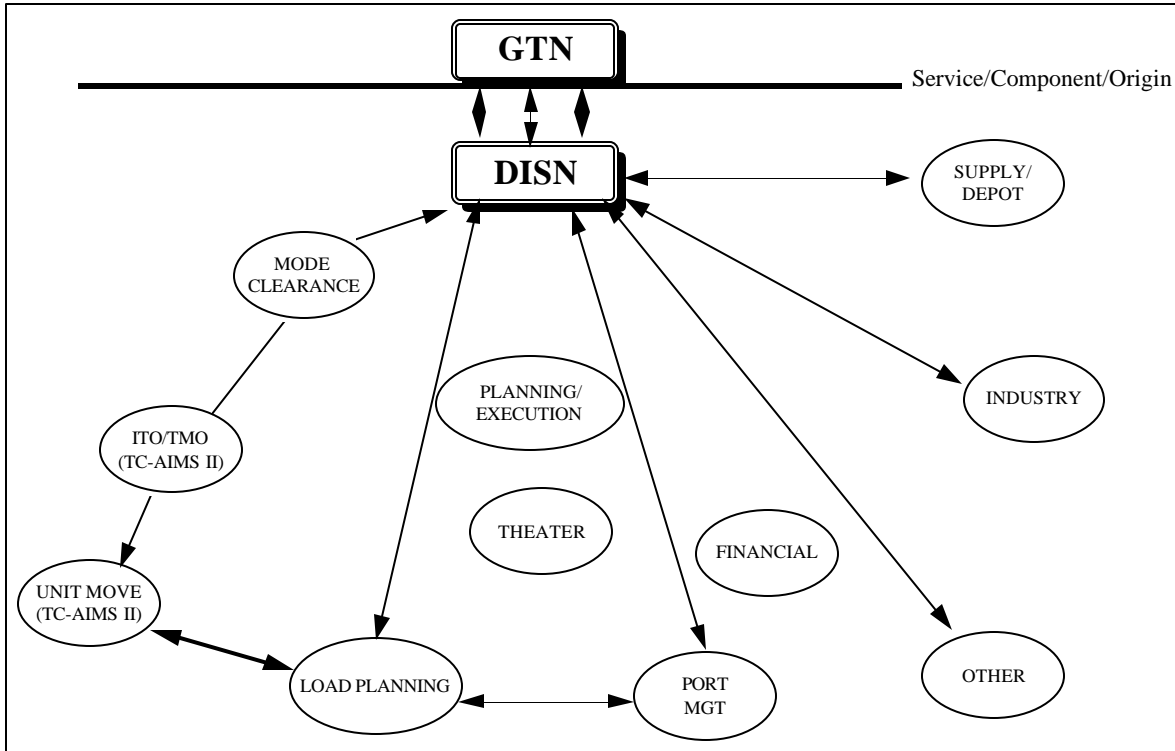 GTN
Service/Component/Origin
DISN
SUPPLY/
DEPOT
MODE
CLEARANCE
PLANNING/
EXECUTION
INDUSTRY
ITO/TMO
(TC-AIMS II)
THEATER
FINANCIAL
UNIT MOVE
(TC-AIMS II)
LOAD PLANNING
PORT
MGT
OTHER